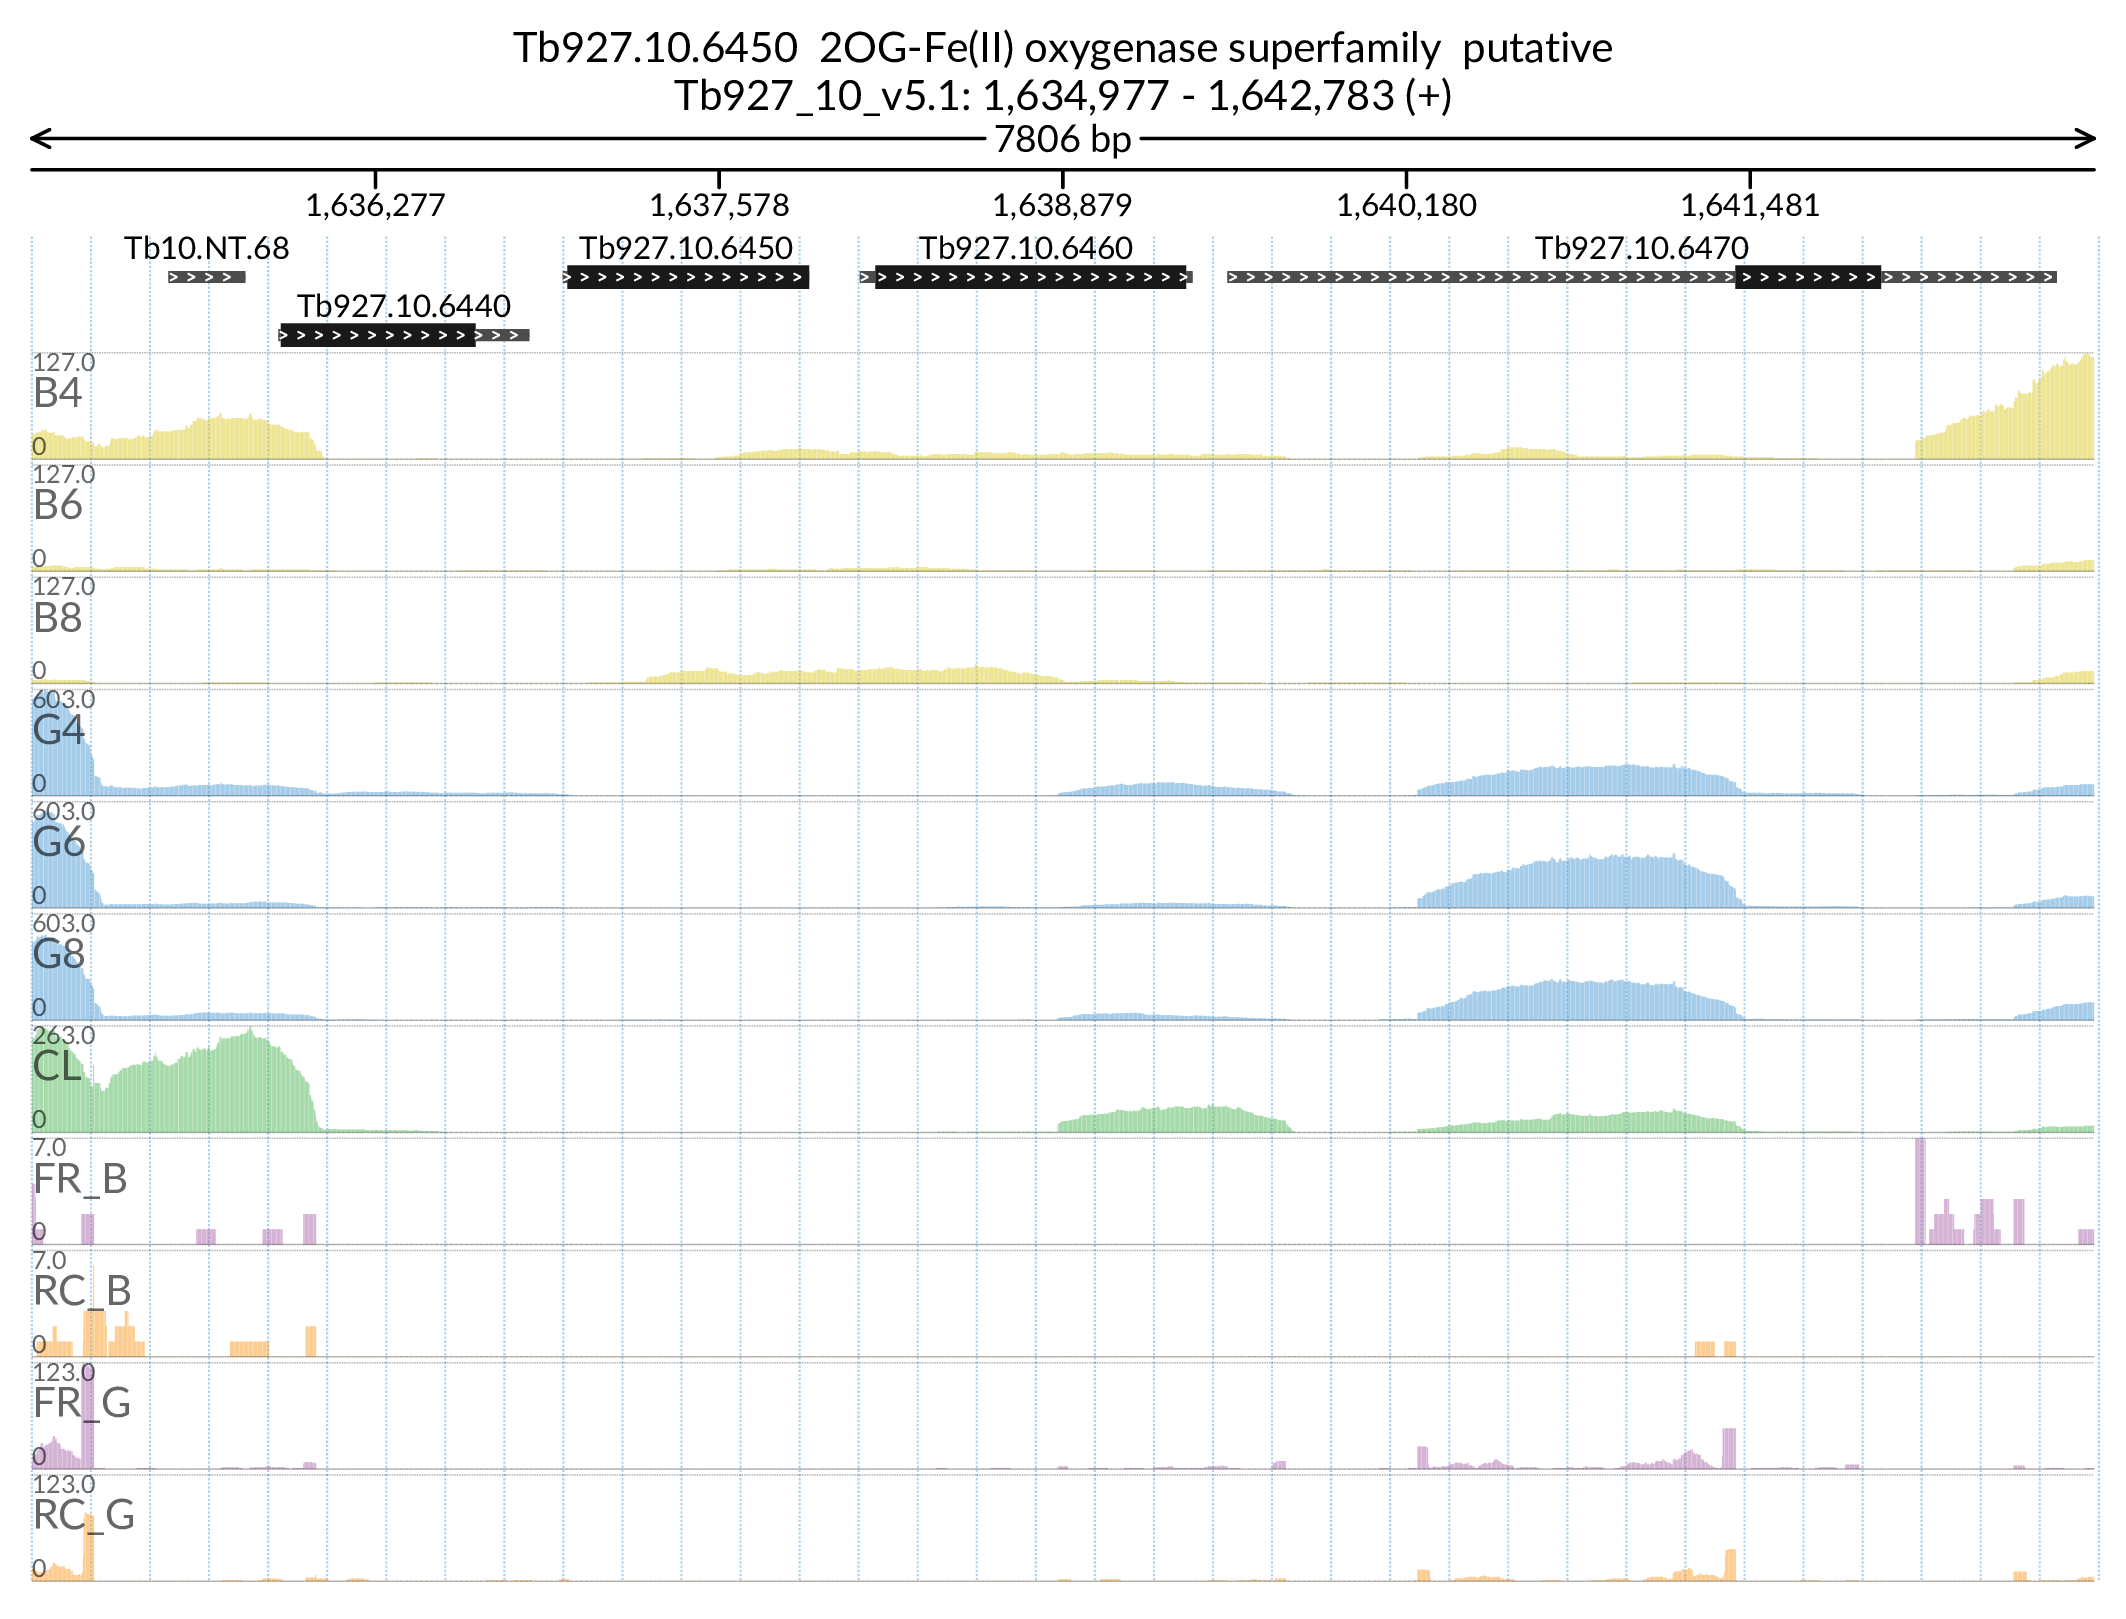 Tb927.10.6450  2OG-Fe(II) oxygenase superfamily  putative
Tb927_10_v5.1: 1,634,977 - 1,642,783 (+)
7806 bp
1,636,277 1,637,578 1,638,879 1,640,180 1,641,481
Tb10.NT.68 Tb927.10.6450 Tb927.10.6460 Tb927.10.6470
Tb927.10.6440
127.0
B4
0
127.0
B6
0
127.0
B8
0
603.0
G4
0
603.0
G6
0
603.0
G8
0
263.0
CL
0
7.0
FR_B
0
7.0
RC_B
0
123.0
FR_G
0
123.0
RC_G
0